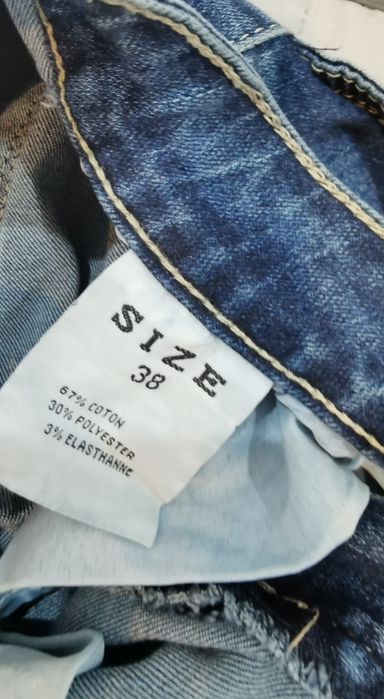 SIZE
38
67% COTON
30% POLYESTER
3% ELASTHANNE